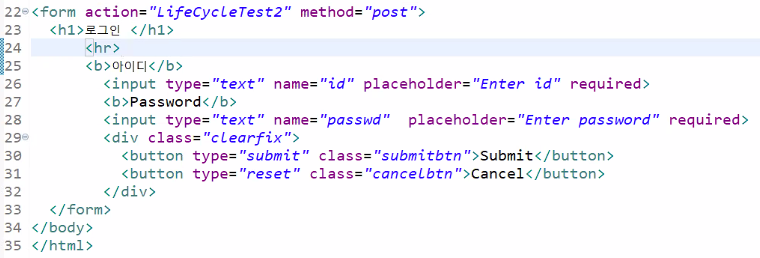 22 <form action="LifeCycleTest2" method="post">
23   <h1>로그인 </h1>
24       <hr>
25       <b>아이디</b>
26         <input type="text" name="id" placeholder="Enter id" required>
27         <b>Password</b>
28         <input type="text" name="passwd"  placeholder="Enter password" required>
29         <div class="clearfix">
30           <button type="submit" class="submitbtn">Submit</button>
31           <button type="reset" class="cancelbtn">Cancel</button>
32         </div>
33   </form>
34 </body>
35 </html>